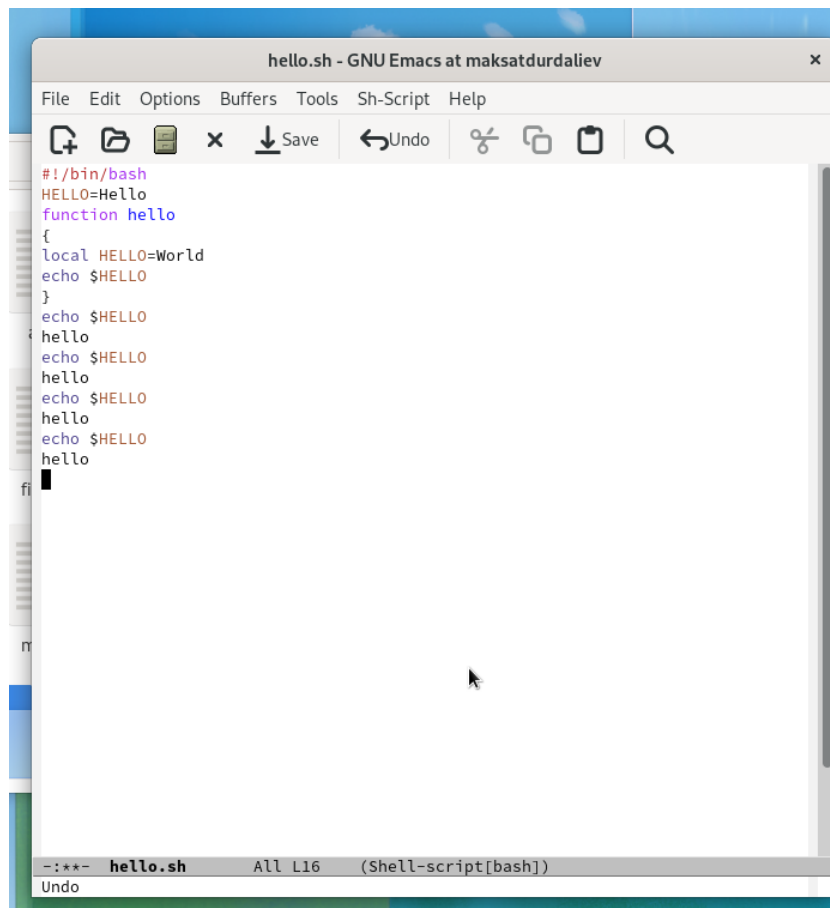 hello.sh - GNU Emacs at maksatdurdaliev
File Edit Options Buffers Tools Sh-Script Help
Save Undo
#!/bin/bash
HELLO=Hello
function hello
{
local HELLO=World
echo $HELLO
}
echo $HELLO
hello
echo $HELLO
hello
echo $HELLO
hello
echo $HELLO
hello
fi
-:**- hello.sh All L16 (Shell-script[bash])
Undo